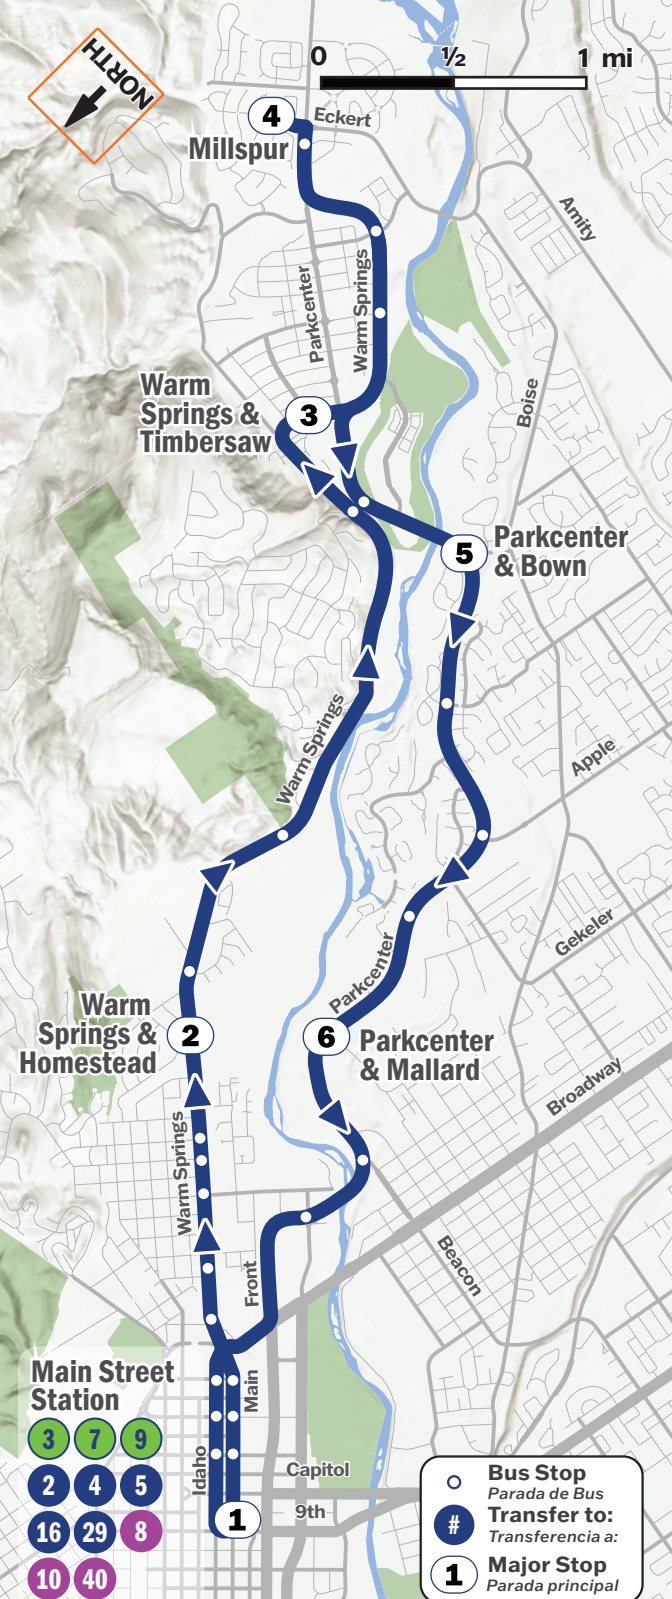 NORTH
0 ½ 1 mi
4
Eckert
Millspur
Amity
Parkcenter
Warm Springs
Boise
Warm
Springs &
Timbersaw
3
5
Parkcenter
& Bown
Warm Springs
Apple
Gekeler
Parkcenter
Warm
Springs &
Homestead
2
6
Parkcenter
& Mallard
Broadway
Warm Springs
Beacon
Front
Main Street
Station
3 7 9
2 4 5
16 29 8
10 40
Main
Idaho
Capitol
9th
1
Bus Stop
Parada de Bus
#
Transfer to:
Transferencia a:
1
Major Stop
Parada principal